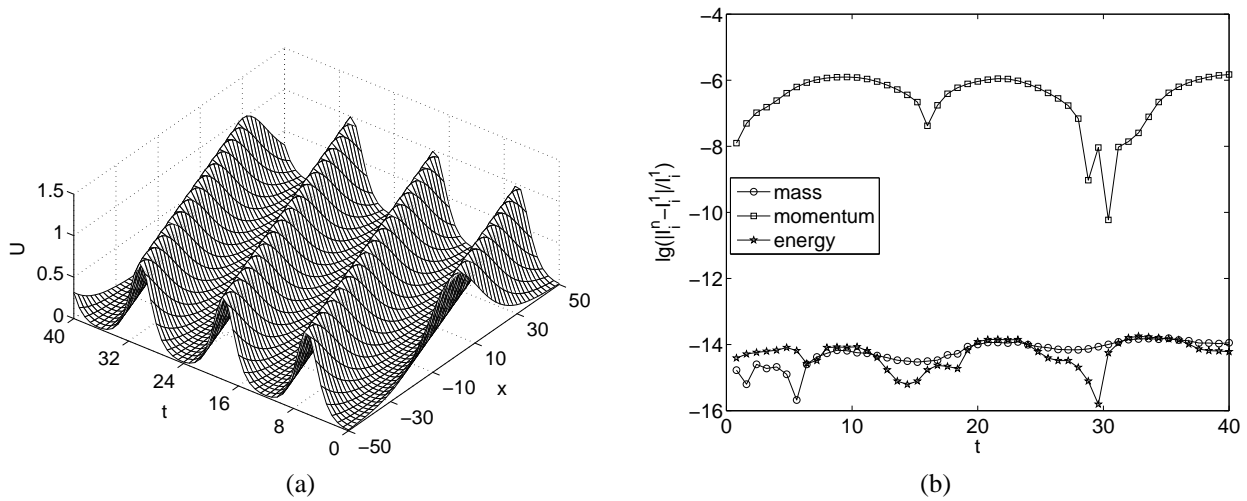 1.5
1
0.5
0
U
40
32
24
16
8
0
t
50
30
10
−10
−30
−50
x
(a)
−4
−6
−8
−10
−12
−14
−16
lg(|I_i^n−I_i^1|/I_i^1)
mass
momentum
energy
0
10
20
30
40
t
(b)